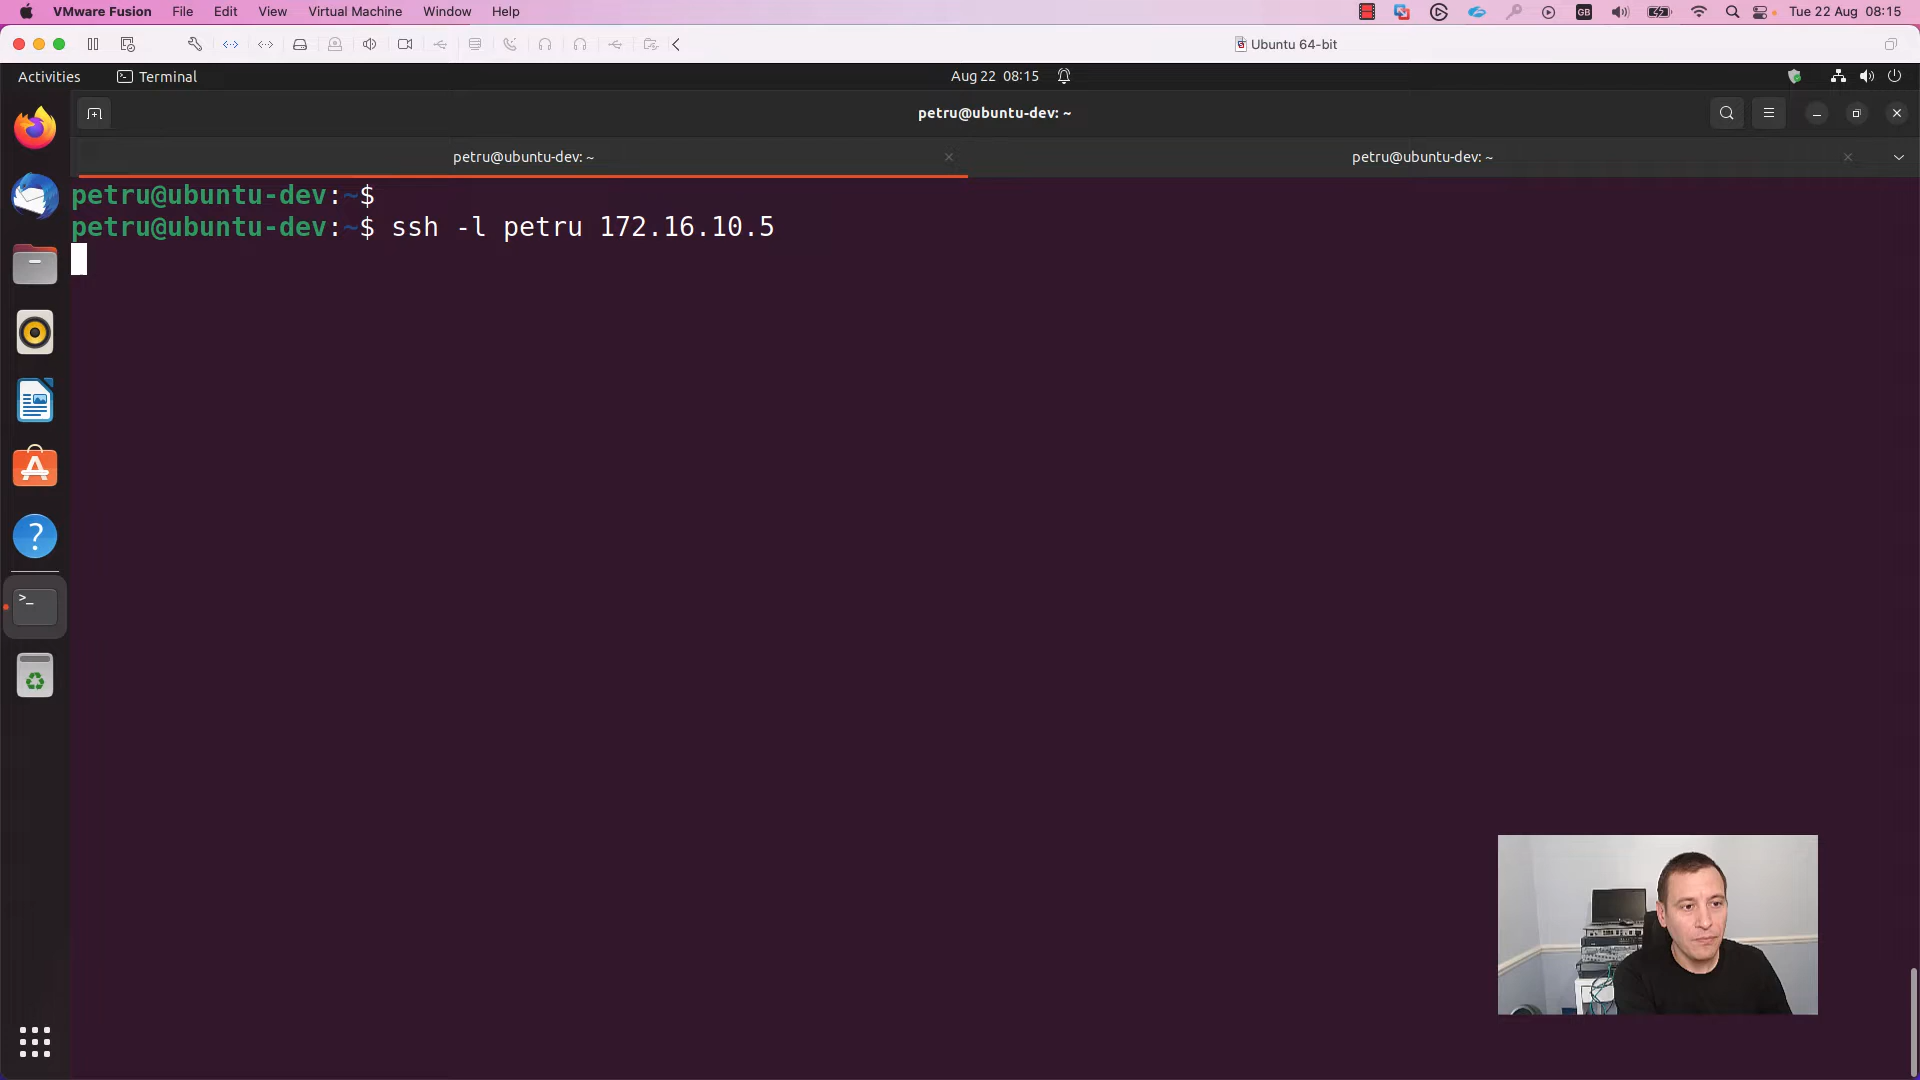 VMware Fusion File Edit View Virtual Machine Window Help GB Tue 22 Aug 08:15
Ubuntu 64-bit
Activities Terminal Aug 22 08:15
petru@ubuntu-dev: ~
petru@ubuntu-dev: ~ petru@ubuntu-dev: ~
petru@ubuntu-dev:~$
petru@ubuntu-dev:~$ ssh -l petru 172.16.10.5